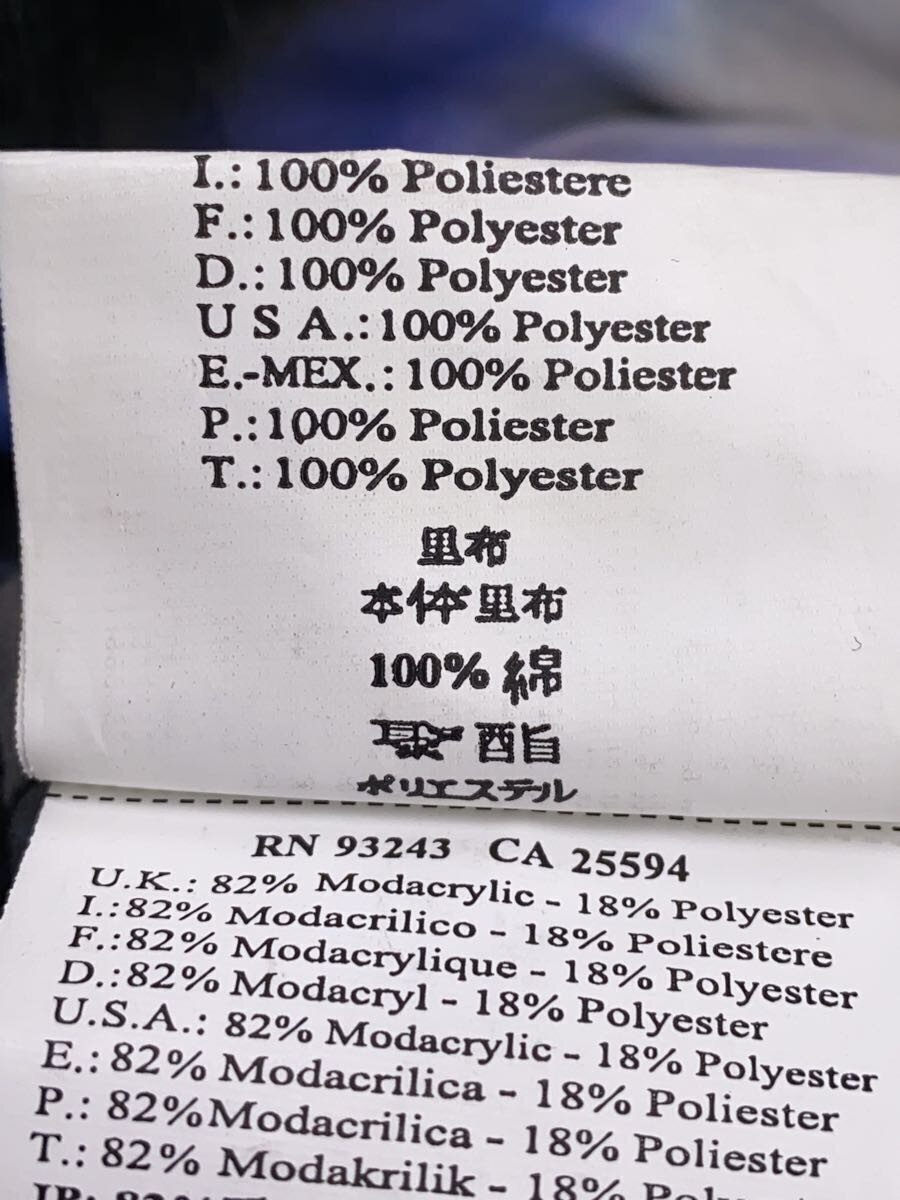 I.: 100% Poliestere
F.: 100% Polyester
D.: 100% Polyester
U S A.: 100% Polyester
E.-MEX.: 100% Poliester
P.: 100% Poliester
T.: 100% Polyester
里布
本体里布
100% 綿
聚酯
ポリエステル
RN 93243 CA 25594
U.K.: 82% Modacrylic - 18% Polyester
I.: 82% Modacrilico - 18% Poliestere
F.: 82% Modacrylique - 18% Polyester
D.: 82% Modacryl - 18% Polyester
U.S.A.: 82% Modacrylic - 18% Polyester
E.: 82% Modacrilica - 18% Poliester
P.: 82%Modacrilica - 18% Poliester
T.: 82% Modakrilik - 18% Polyester